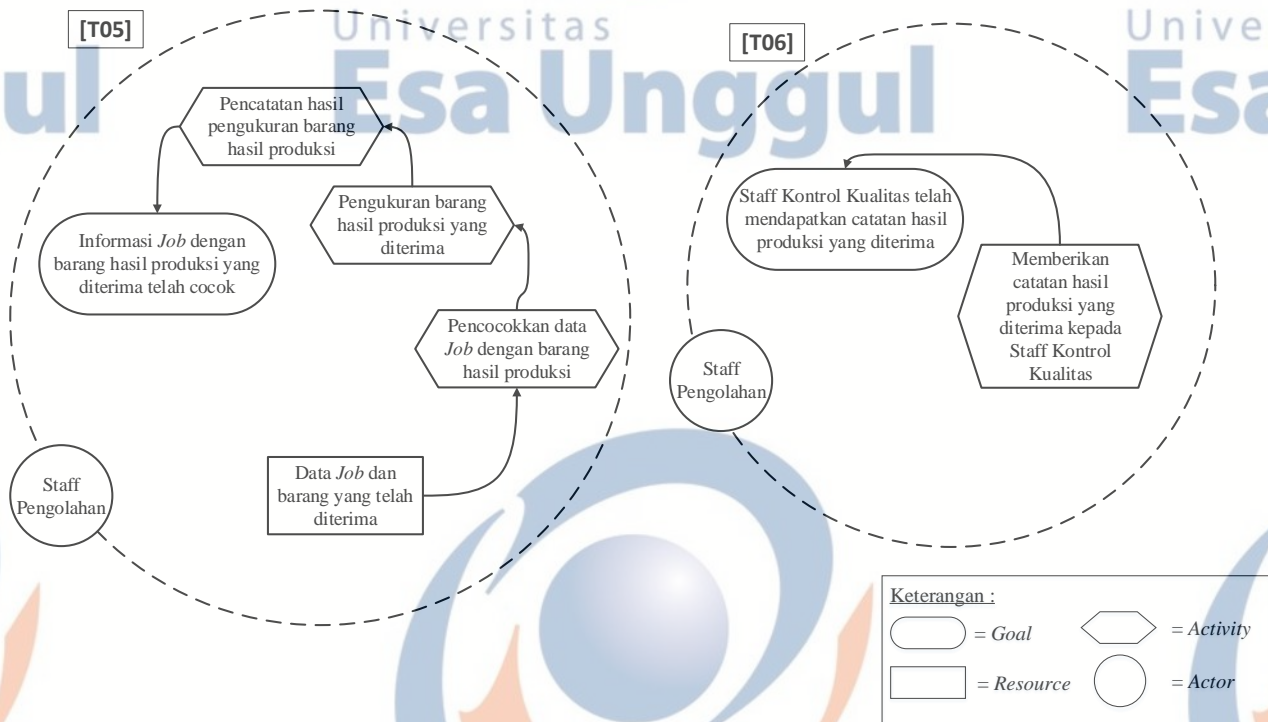 Universitas
Esa Unggul
ul
Unive
Esa
[T05]
Pencatatan hasil
pengukuran barang
hasil produksi
Pengukuran barang
hasil produksi yang
diterima
Informasi Job dengan
barang hasil produksi yang
diterima telah cocok
Pencocokkan data
Job dengan barang
hasil produksi
Data Job dan
barang yang telah
diterima
Staff
Pengolahan
[T06]
Staff Kontrol Kualitas telah
mendapatkan catatan hasil
produksi yang diterima
Memberikan
catatan hasil
produksi yang
diterima kepada
Staff Kontrol
Kualitas
Staff
Pengolahan
Keterangan :
= Goal
= Activity
= Resource
= Actor